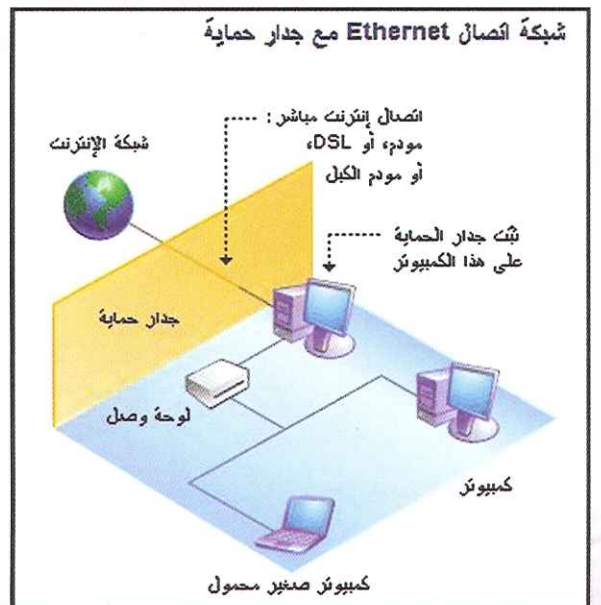 شبكة اتصال Ethernet مع جدار حماية
اتصال إنترنت مباشر:
مودم، أو DSL،
أو مودم الكبل
شبكة الإنترنت
ثبّت جدار الحماية
على هذا الكمبيوتر
جدار حماية
لوحة وصل
كمبيوتر
كمبيوتر صغير محمول